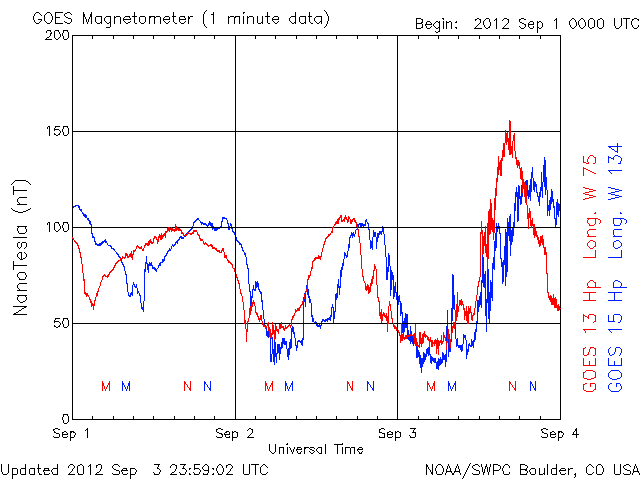 GOES Magnetometer (1 minute data)
Begin: 2012 Sep 1 0000 UTC
200
150
100
50
0
NanoTesla (nT)
M M N N M M N N M M N N
Sep 1 Sep 2 Sep 3 Sep 4
Universal Time
GOES 13 Hp Long. W 75
GOES 15 Hp Long. W 134
Updated 2012 Sep 3 23:59:02 UTC
NOAA/SWPC Boulder, CO USA